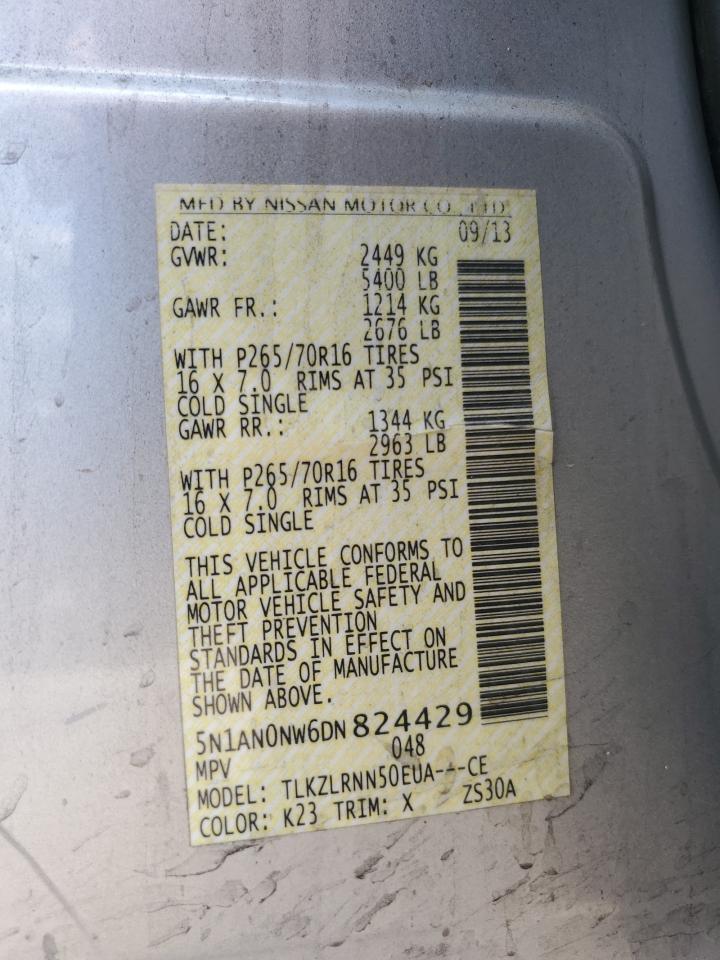 MFD BY NISSAN MOTOR CO., LTD.
DATE: 09/13
GVWR: 2449 KG
5400 LB
GAWR FR.: 1214 KG
2676 LB
WITH P265/70R16 TIRES
16 X 7.0 RIMS AT 35 PSI
COLD SINGLE
GAWR RR.: 1344 KG
2963 LB
WITH P265/70R16 TIRES
16 X 7.0 RIMS AT 35 PSI
COLD SINGLE
THIS VEHICLE CONFORMS TO
ALL APPLICABLE FEDERAL
MOTOR VEHICLE SAFETY AND
THEFT PREVENTION
STANDARDS IN EFFECT ON
THE DATE OF MANUFACTURE
SHOWN ABOVE.
5N1AN0NW6DN824429
MPV 048
MODEL: TLKZLRNN50EUA---CE
COLOR: K23 TRIM: X ZS30A